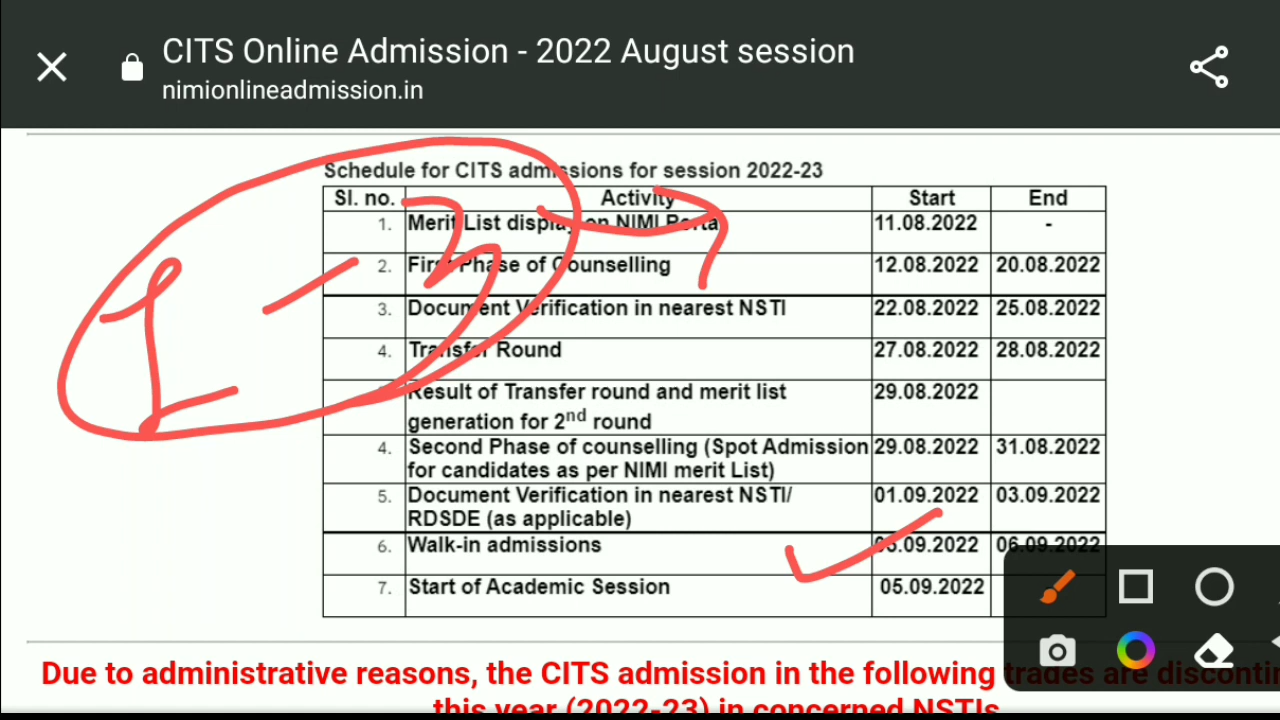 CITS Online Admission - 2022 August session
nimionlineadmission.in
Schedule for CITS admissions for session 2022-23
Sl. no. Activity Start End
1. Merit List display on NIMI Portal 11.08.2022 -
2. First Phase of Counselling 12.08.2022 20.08.2022
3. Document Verification in nearest NSTI 22.08.2022 25.08.2022
4. Transfer Round 27.08.2022 28.08.2022
Result of Transfer round and merit list 29.08.2022
generation for 2nd round
4. Second Phase of counselling (Spot Admission 29.08.2022 31.08.2022
for candidates as per NIMI merit List)
5. Document Verification in nearest NSTI/ 01.09.2022 03.09.2022
RDSDE (as applicable)
6. Walk-in admissions .09.2022 06.09.2022
7. Start of Academic Session 05.09.2022
1-3
Due to administrative reasons, the CITS admission in the following trades are discontin
this year (2022-23) in concerned NSTIs